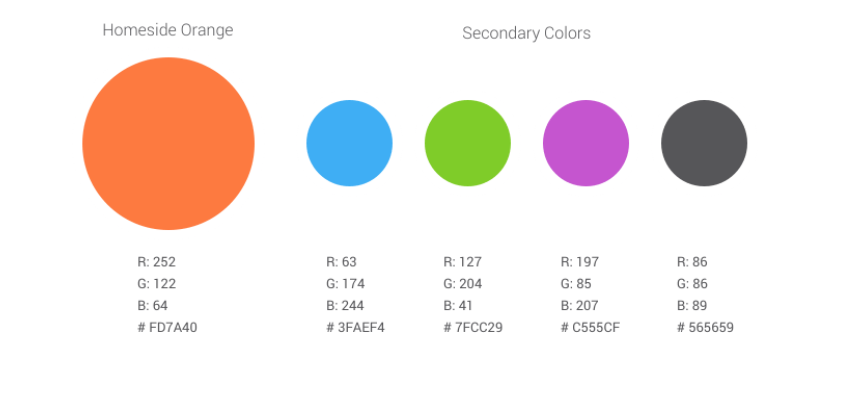 Homeside Orange
Secondary Colors
R: 252
G: 122
B: 64
# FD7A40
R: 63
G: 174
B: 244
# 3FAEF4
R: 127
G: 204
B: 41
# 7FCC29
R: 197
G: 85
B: 207
# C555CF
R: 86
G: 86
B: 89
# 565659